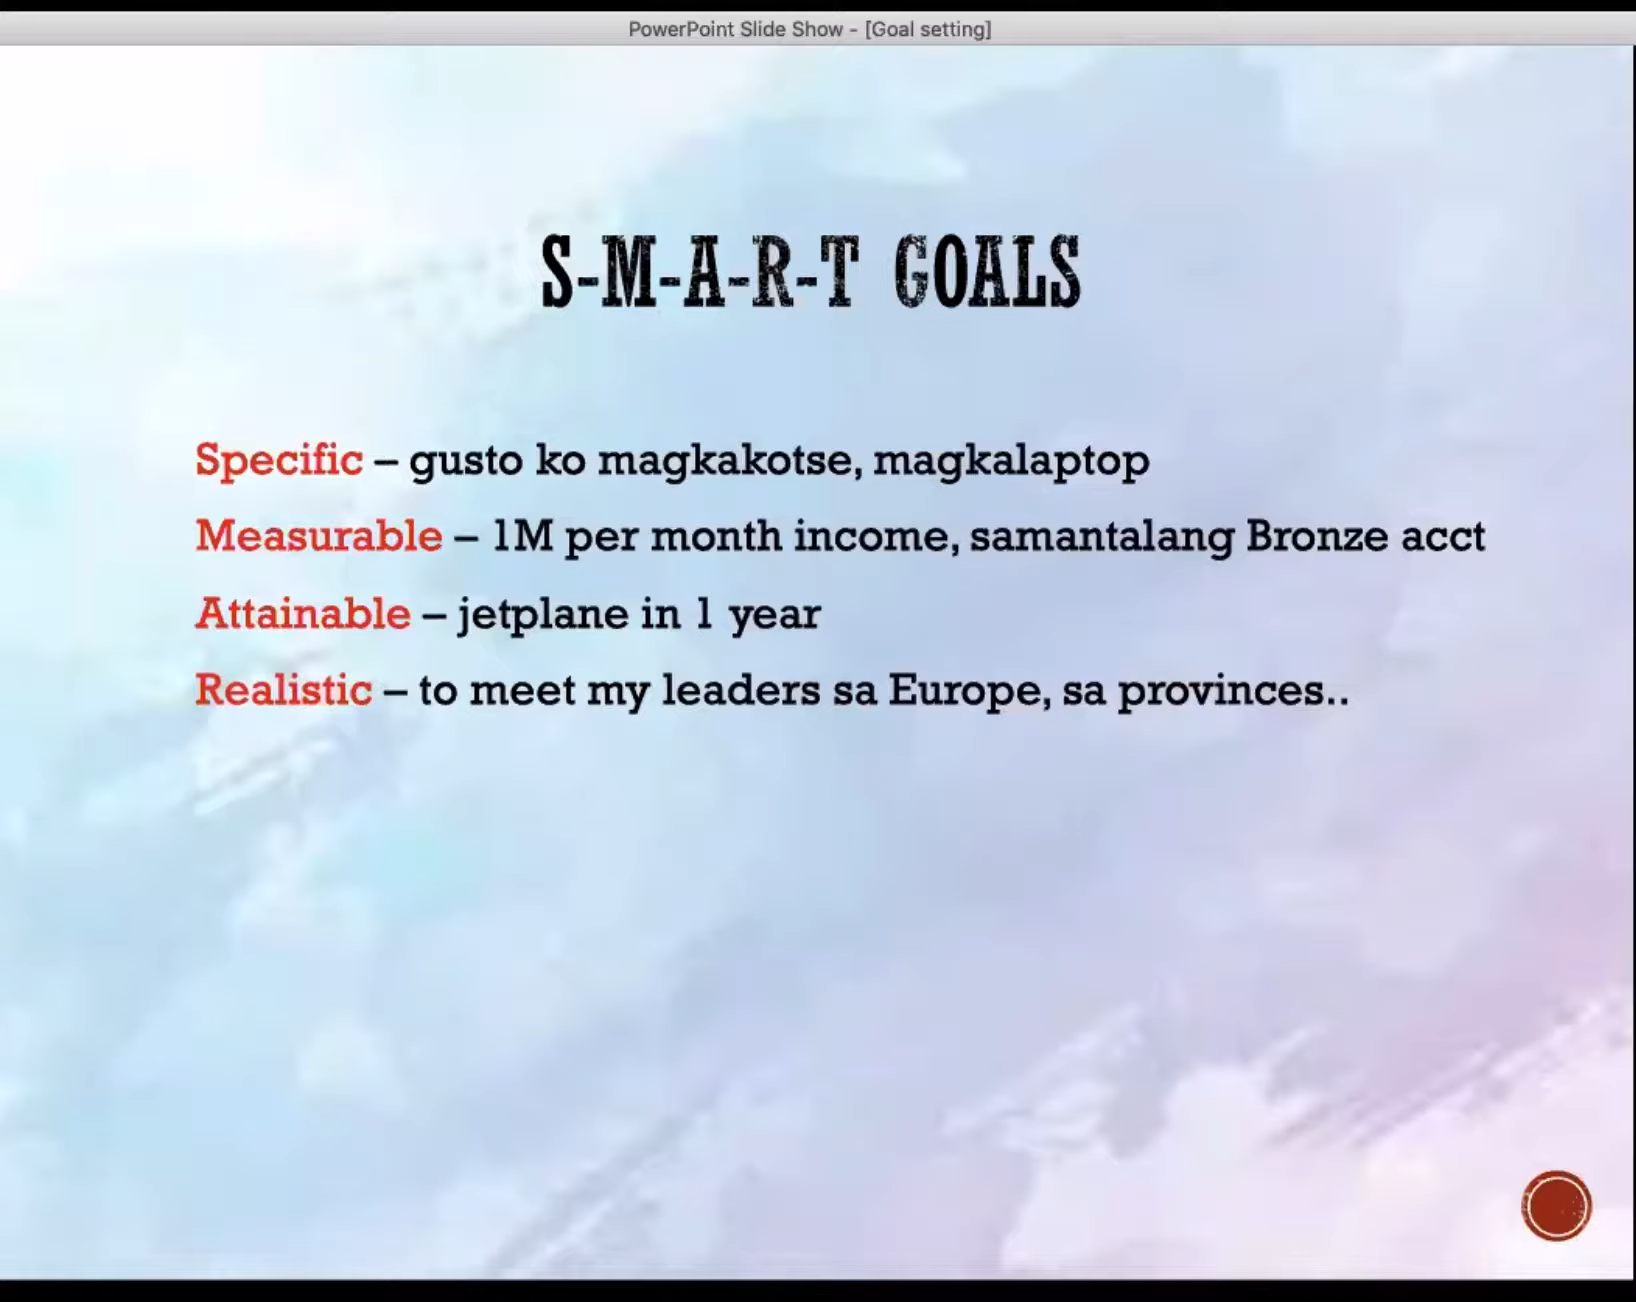 PowerPoint Slide Show - [Goal setting]
S-M-A-R-T GOALS
Specific – gusto ko magkakotse, magkalaptop
Measurable – 1M per month income, samantalang Bronze acct
Attainable – jetplane in 1 year
Realistic – to meet my leaders sa Europe, sa provinces..